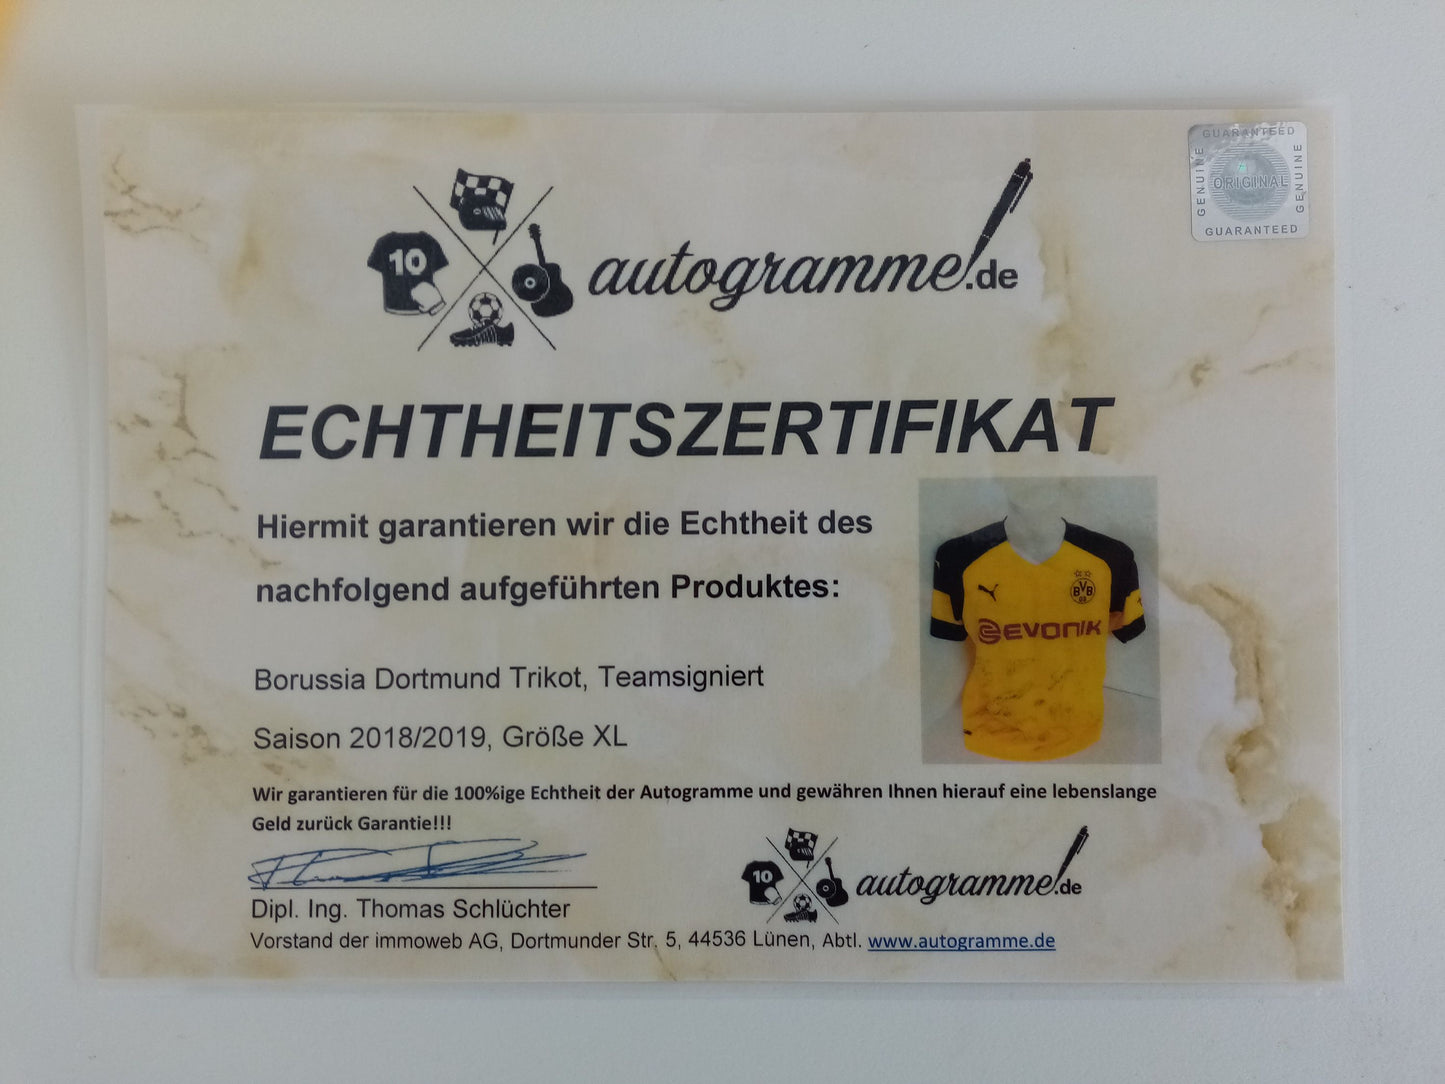 GUARANTEED
GENUINE
ORIGINAL
GENUINE
GUARANTEED
10
autogramme.de
ECHTHEITSZERTIFIKAT
Hiermit garantieren wir die Echtheit des
nachfolgend aufgeführten Produktes:
BVB
09
EVONIK
Borussia Dortmund Trikot, Teamsigniert
Saison 2018/2019, Größe XL
Wir garantieren für die 100%ige Echtheit der Autogramme und gewähren Ihnen hierauf eine lebenslange
Geld zurück Garantie!!!
10
autogramme.de
Dipl. Ing. Thomas Schlüchter
Vorstand der immoweb AG, Dortmunder Str. 5, 44536 Lünen, Abtl. www.autogramme.de